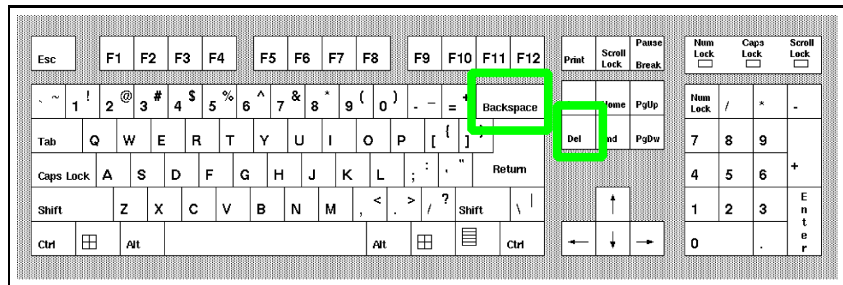 Esc F1 F2 F3 F4 F5 F6 F7 F8 F9 F10 F11 F12 Print Scroll Lock Pause Break Num Lock Caps Lock Scroll Lock
` ~ 1 ! 2 @ 3 # 4 $ 5 % 6 ^ 7 & 8 * 9 ( 0 ) - _ = + Backspace Home PgUp Num Lock / * -
Tab Q W E R T Y U I O P [ { ] } Del PgDw 7 8 9 +
Caps Lock A S D F G H J K L ; : ' " Return 4 5 6
Shift Z X C V B N M , < . > / ? Shift \ | ↑ 1 2 3 Enter
Ctrl Alt Alt Ctrl ← ↓ → 0 .